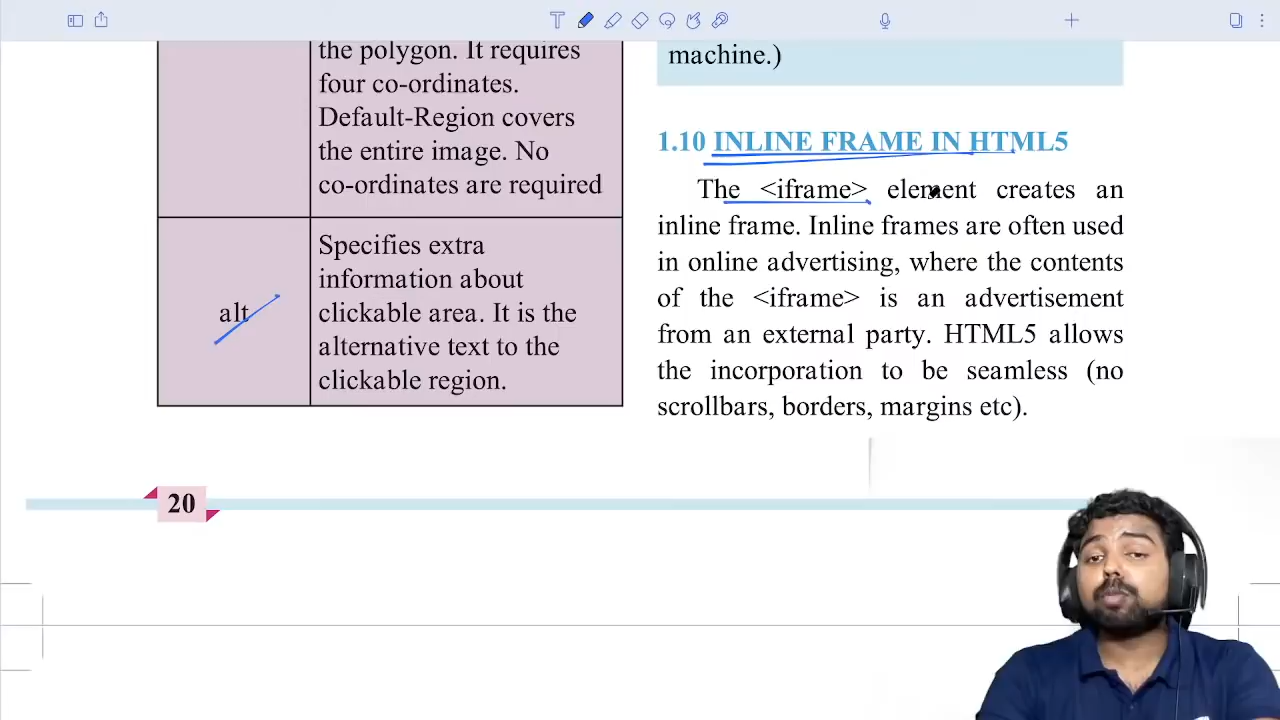 the polygon. It requires
four co-ordinates.
Default-Region covers
the entire image. No
co-ordinates are required
alt
Specifies extra
information about
clickable area. It is the
alternative text to the
clickable region.
20
machine.)
1.10 INLINE FRAME IN HTML5
The <iframe> element creates an
inline frame. Inline frames are often used
in online advertising, where the contents
of the <iframe> is an advertisement
from an external party. HTML5 allows
the incorporation to be seamless (no
scrollbars, borders, margins etc).